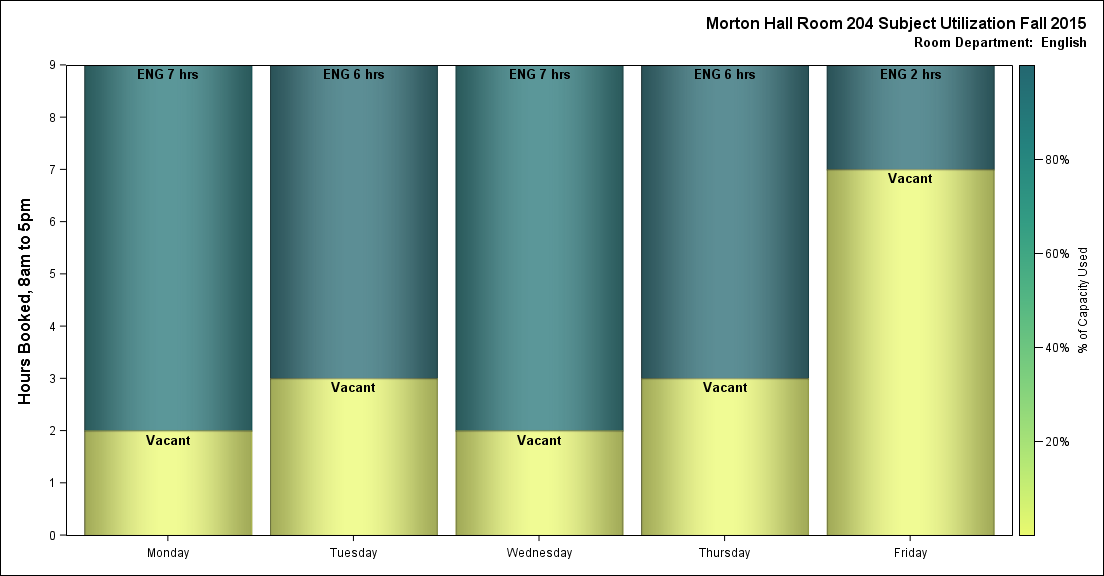 Morton Hall Room 204 Subject Utilization Fall 2015
Room Department:  English
Hours Booked, 8am to 5pm
9
8
7
6
5
4
3
2
1
0
ENG 7 hrs
Vacant
ENG 6 hrs
Vacant
ENG 7 hrs
Vacant
ENG 6 hrs
Vacant
ENG 2 hrs
Vacant
Monday
Tuesday
Wednesday
Thursday
Friday
80%
60%
40%
20%
% of Capacity Used